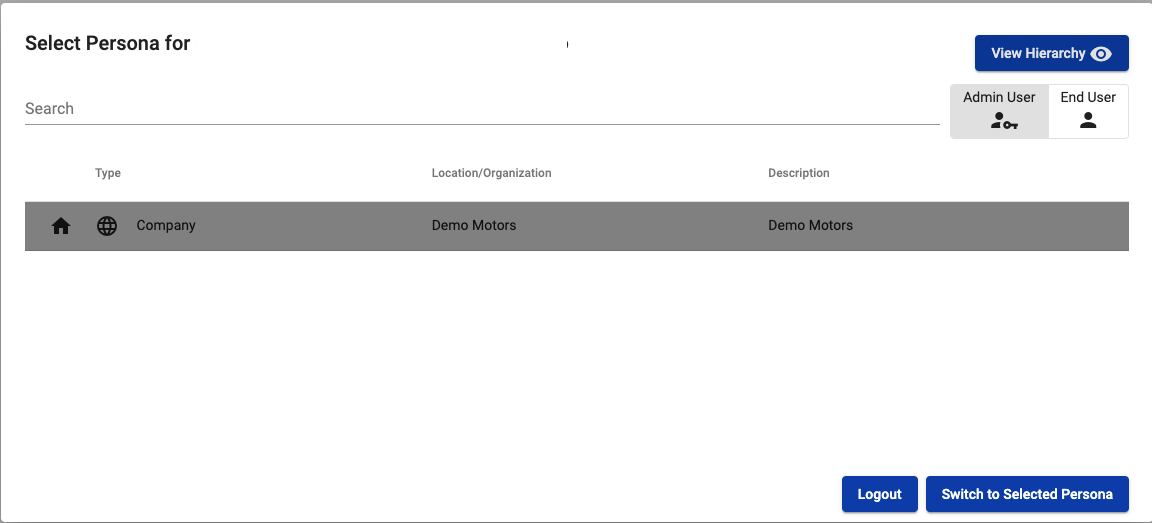 Select Persona for
View Hierarchy
Search
Admin User End User
Type Location/Organization Description
Company Demo Motors Demo Motors
Logout Switch to Selected Persona